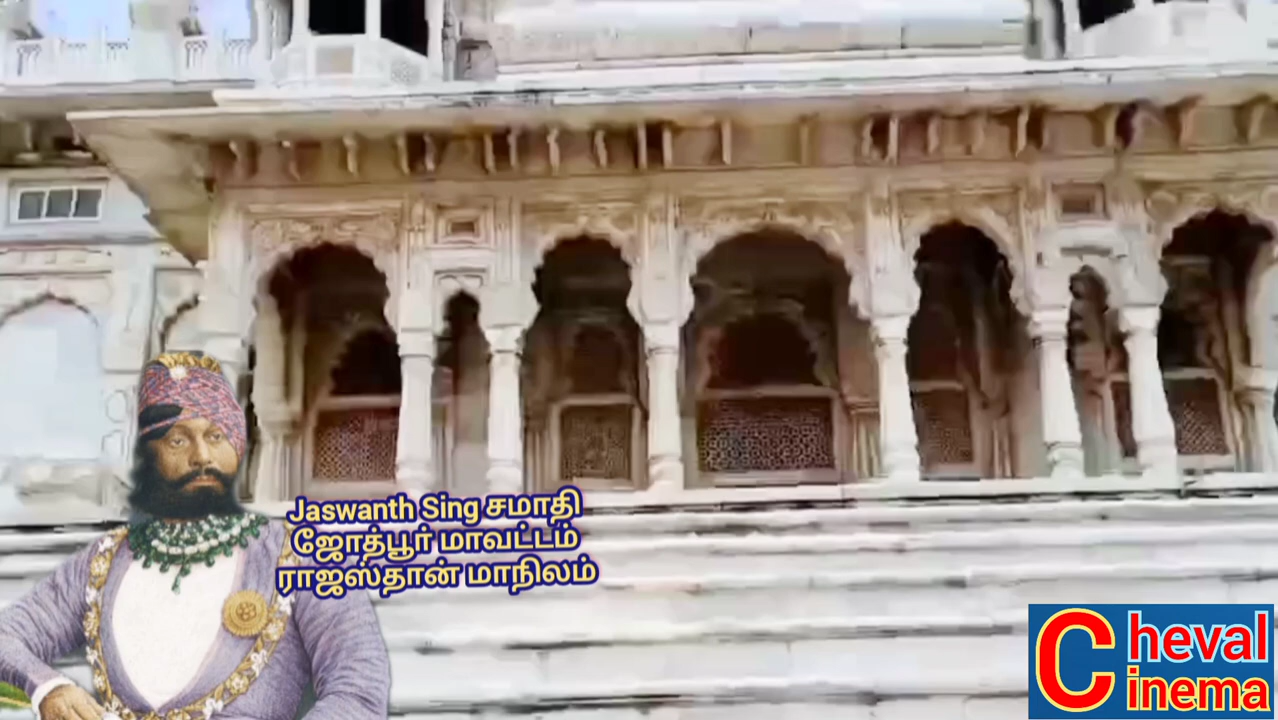 Jaswanth Sing சமாதி
ஜோத்பூர் மாவட்டம்
ராஜஸ்தான் மாநிலம்
Cheval
Cinema